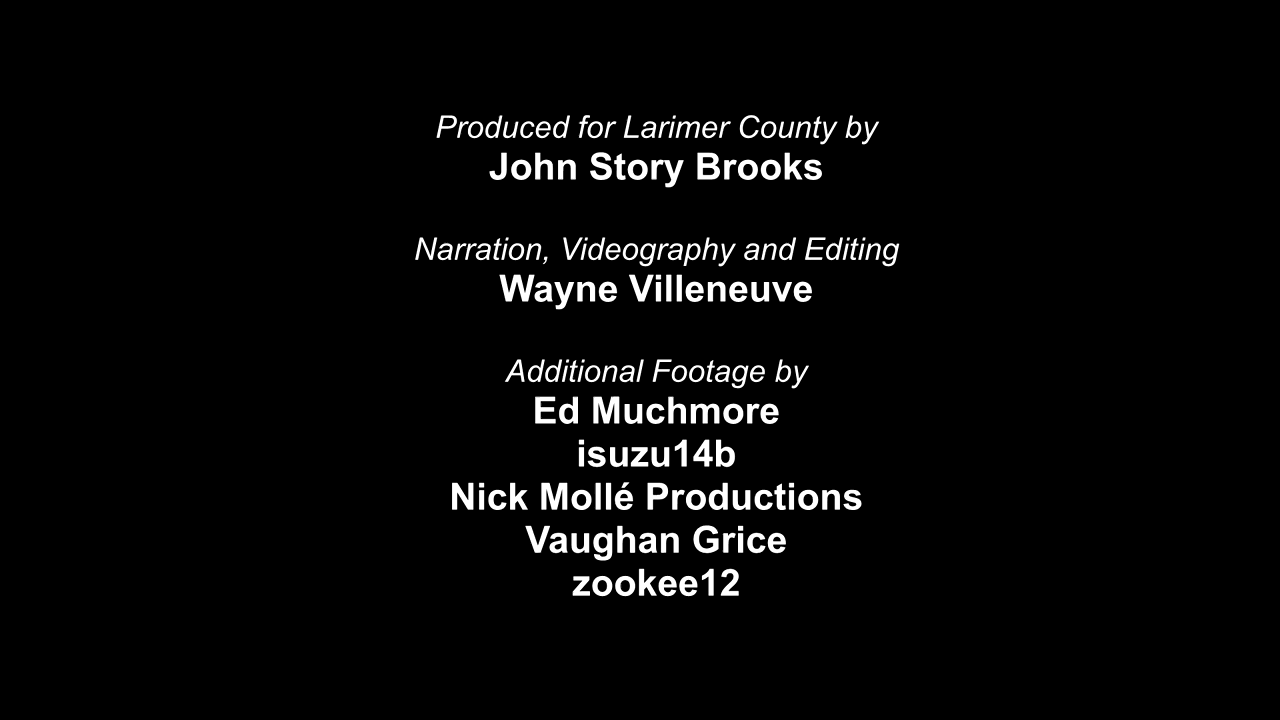 Produced for Larimer County by
John Story Brooks
Narration, Videography and Editing
Wayne Villeneuve
Additional Footage by
Ed Muchmore
isuzu14b
Nick Mollé Productions
Vaughan Grice
zookee12